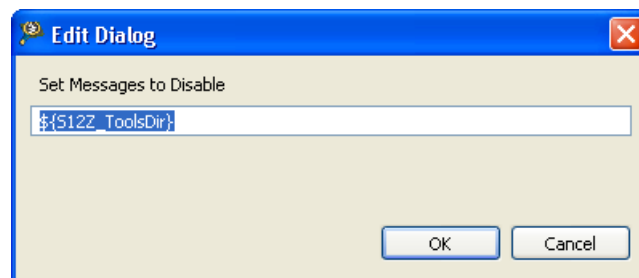 Edit Dialog
Set Messages to Disable
${S12Z_ToolsDir}
OK Cancel